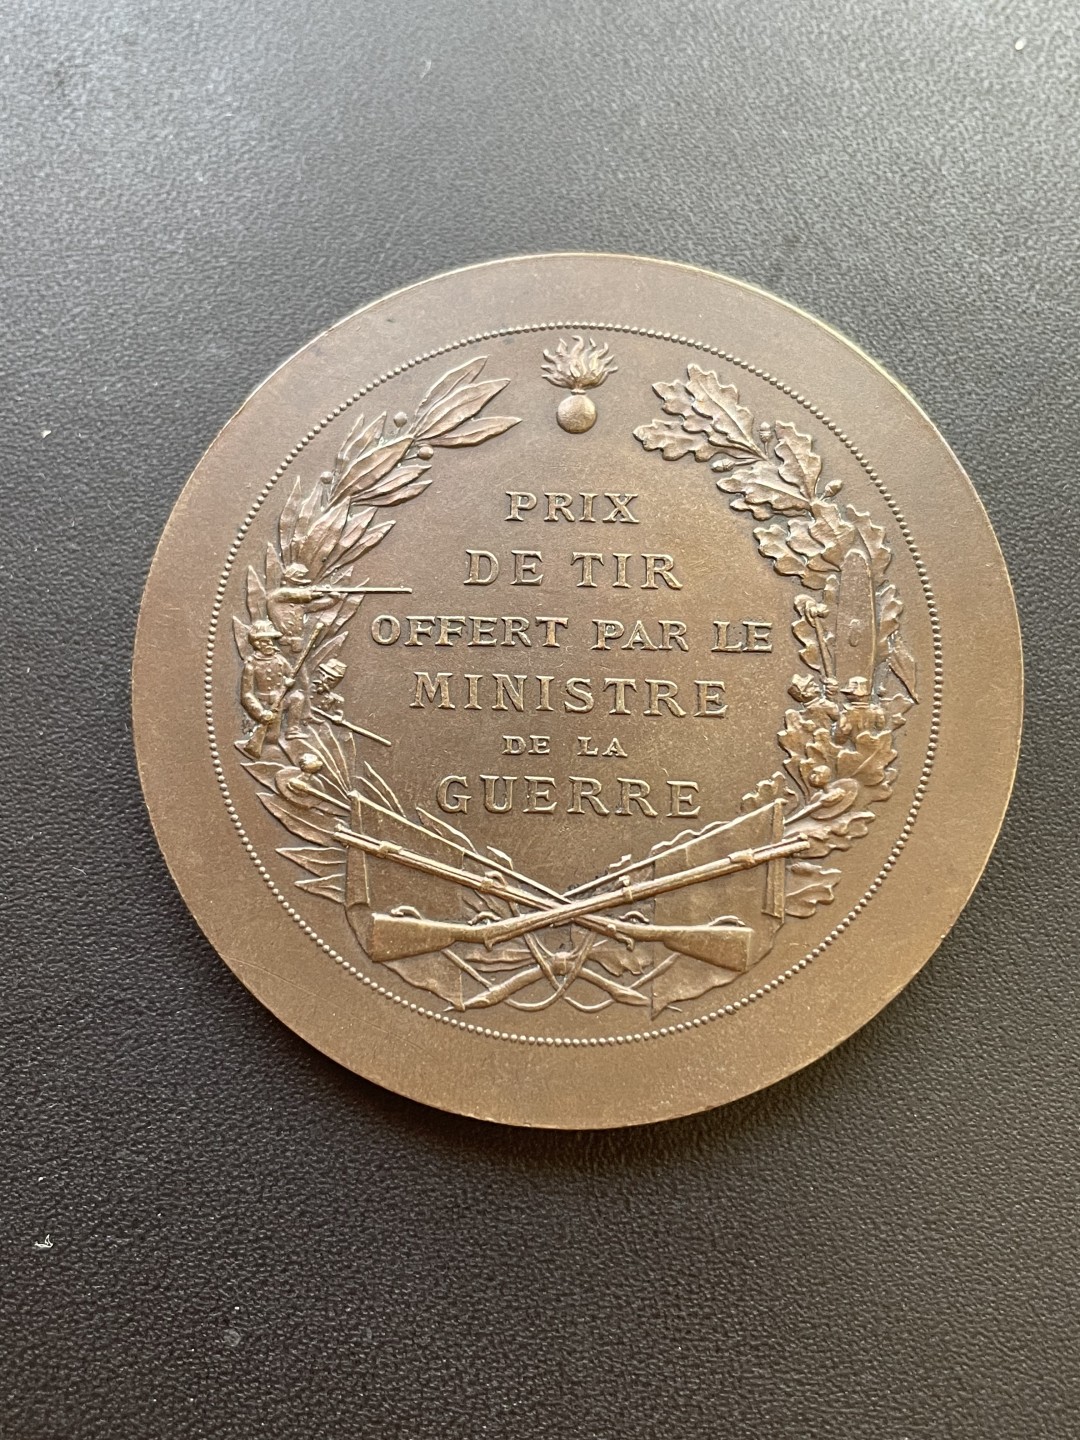 PRIX
DE TIR
OFFERT PAR LE
MINISTRE
DE LA
GUERRE